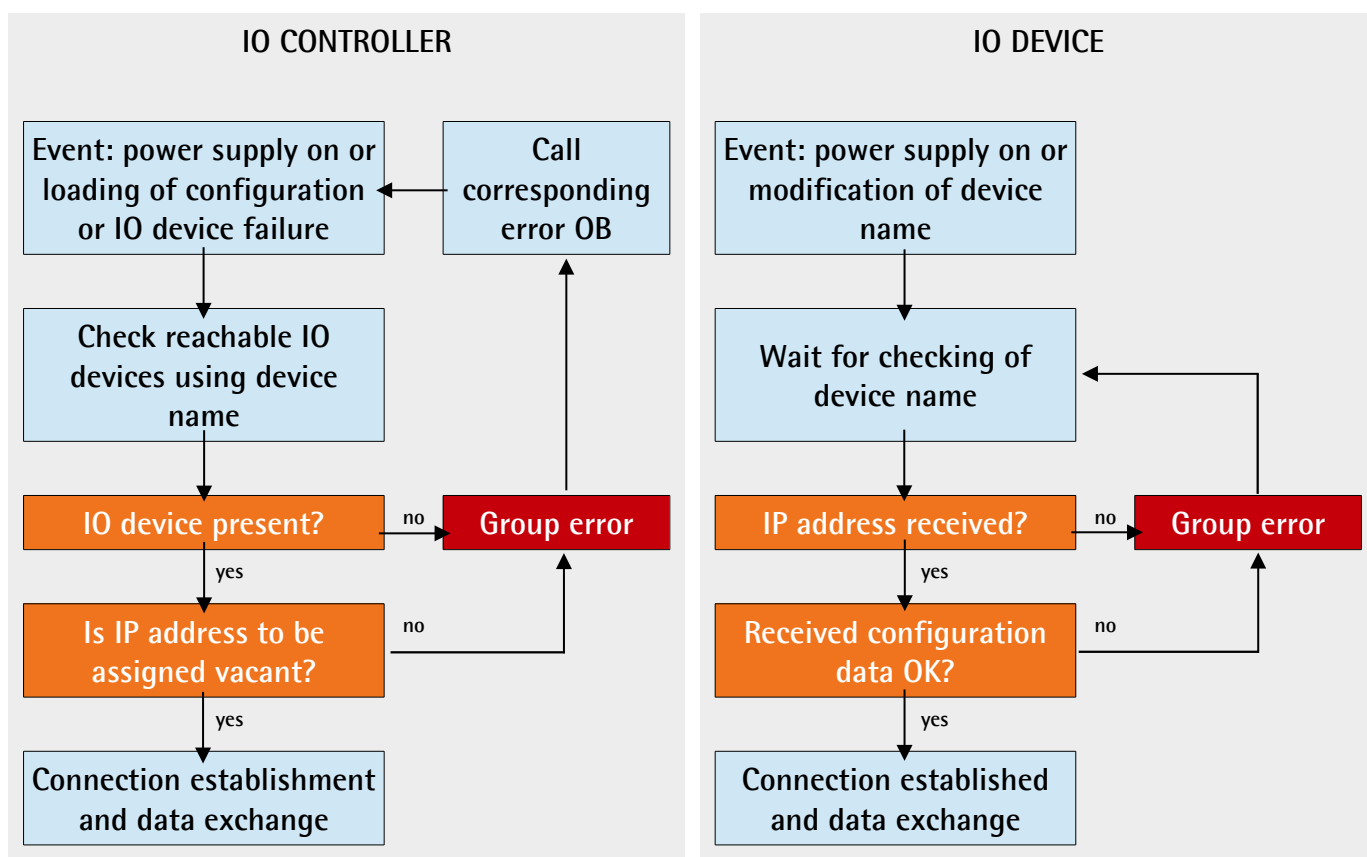 IO CONTROLLER
Event: power supply on or
loading of configuration
or IO device failure
Call
corresponding
error OB
Check reachable IO
devices using device
name
IO device present?
no
Group error
yes
Is IP address to be
assigned vacant?
no
yes
Connection establishment
and data exchange
IO DEVICE
Event: power supply on or
modification of device
name
Wait for checking of
device name
IP address received?
no
Group error
yes
Received configuration
data OK?
no
yes
Connection established
and data exchange